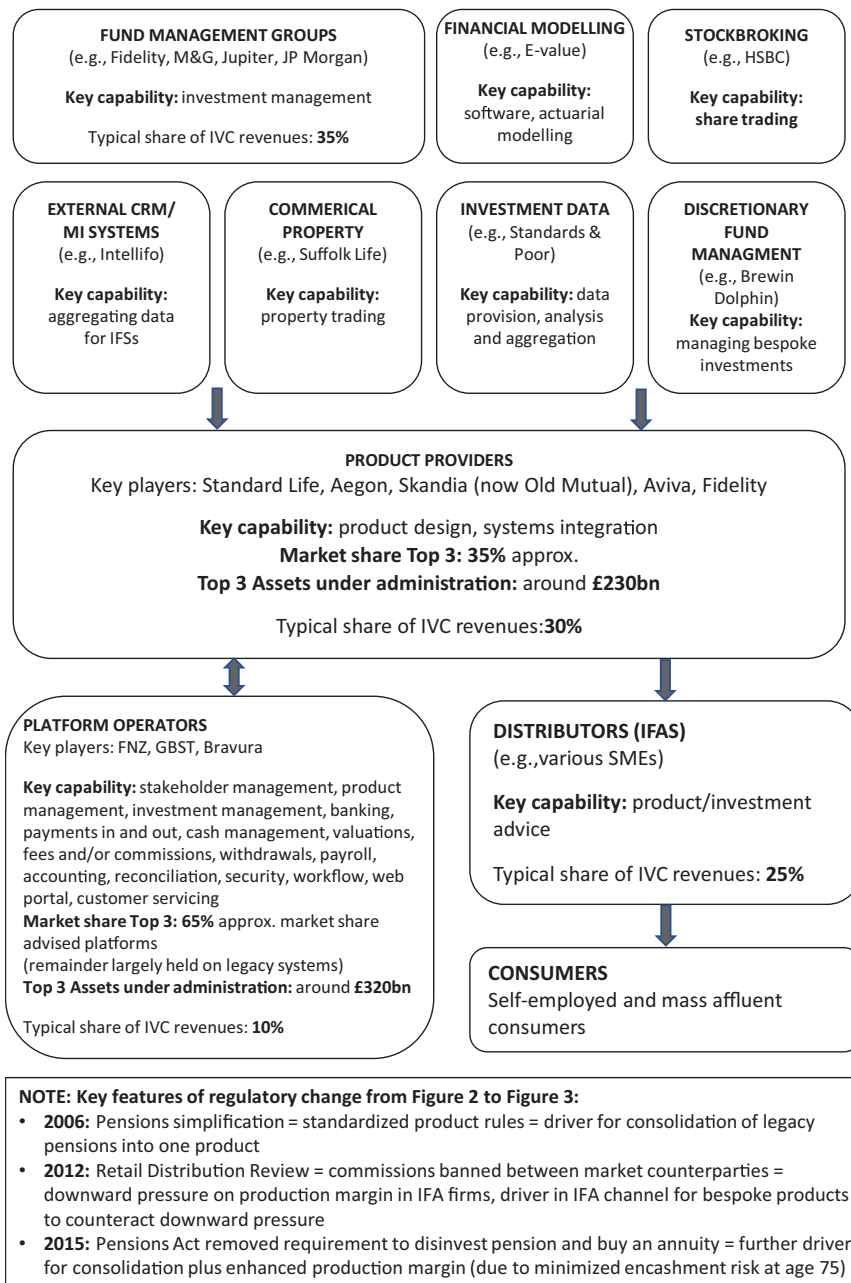 FUND MANAGEMENT GROUPS
(e.g., Fidelity, M&G, Jupiter, JP Morgan)
Key capability: investment management
Typical share of IVC revenues: 35%
FINANCIAL MODELLING
(e.g., E-value)
Key capability:
software, actuarial
modelling
STOCKBROKING
(e.g., HSBC)
Key capability:
share trading
EXTERNAL CRM/
MI SYSTEMS
(e.g., Intellifo)
Key capability:
aggregating data
for IFSs
COMMERICAL
PROPERTY
(e.g., Suffolk Life)
Key capability:
property trading
INVESTMENT DATA
(e.g., Standards &
Poor)
Key capability: data
provision, analysis
and aggregation
DISCRETIONARY
FUND
MANAGMENT
(e.g., Brewin
Dolphin)
Key capability:
managing bespoke
investments
PRODUCT PROVIDERS
Key players: Standard Life, Aegon, Skandia (now Old Mutual), Aviva, Fidelity
Key capability: product design, systems integration
Market share Top 3: 35% approx.
Top 3 Assets under administration: around £230bn
Typical share of IVC revenues:30%
PLATFORM OPERATORS
Key players: FNZ, GBST, Bravura
Key capability: stakeholder management, product
management, investment management, banking,
payments in and out, cash management, valuations,
fees and/or commissions, withdrawals, payroll,
accounting, reconciliation, security, workflow, web
portal, customer servicing
Market share Top 3: 65% approx. market share
advised platforms
(remainder largely held on legacy systems)
Top 3 Assets under administration: around £320bn
Typical share of IVC revenues: 10%
DISTRIBUTORS (IFAS)
(e.g.,various SMEs)
Key capability: product/investment
advice
Typical share of IVC revenues: 25%
CONSUMERS
Self-employed and mass affluent
consumers
NOTE: Key features of regulatory change from Figure 2 to Figure 3:
• 2006: Pensions simplification = standardized product rules = driver for consolidation of legacy
pensions into one product
• 2012: Retail Distribution Review = commissions banned between market counterparties =
downward pressure on production margin in IFA firms, driver in IFA channel for bespoke products
to counteract downward pressure
• 2015: Pensions Act removed requirement to disinvest pension and buy an annuity = further driver
for consolidation plus enhanced production margin (due to minimized encashment risk at age 75)